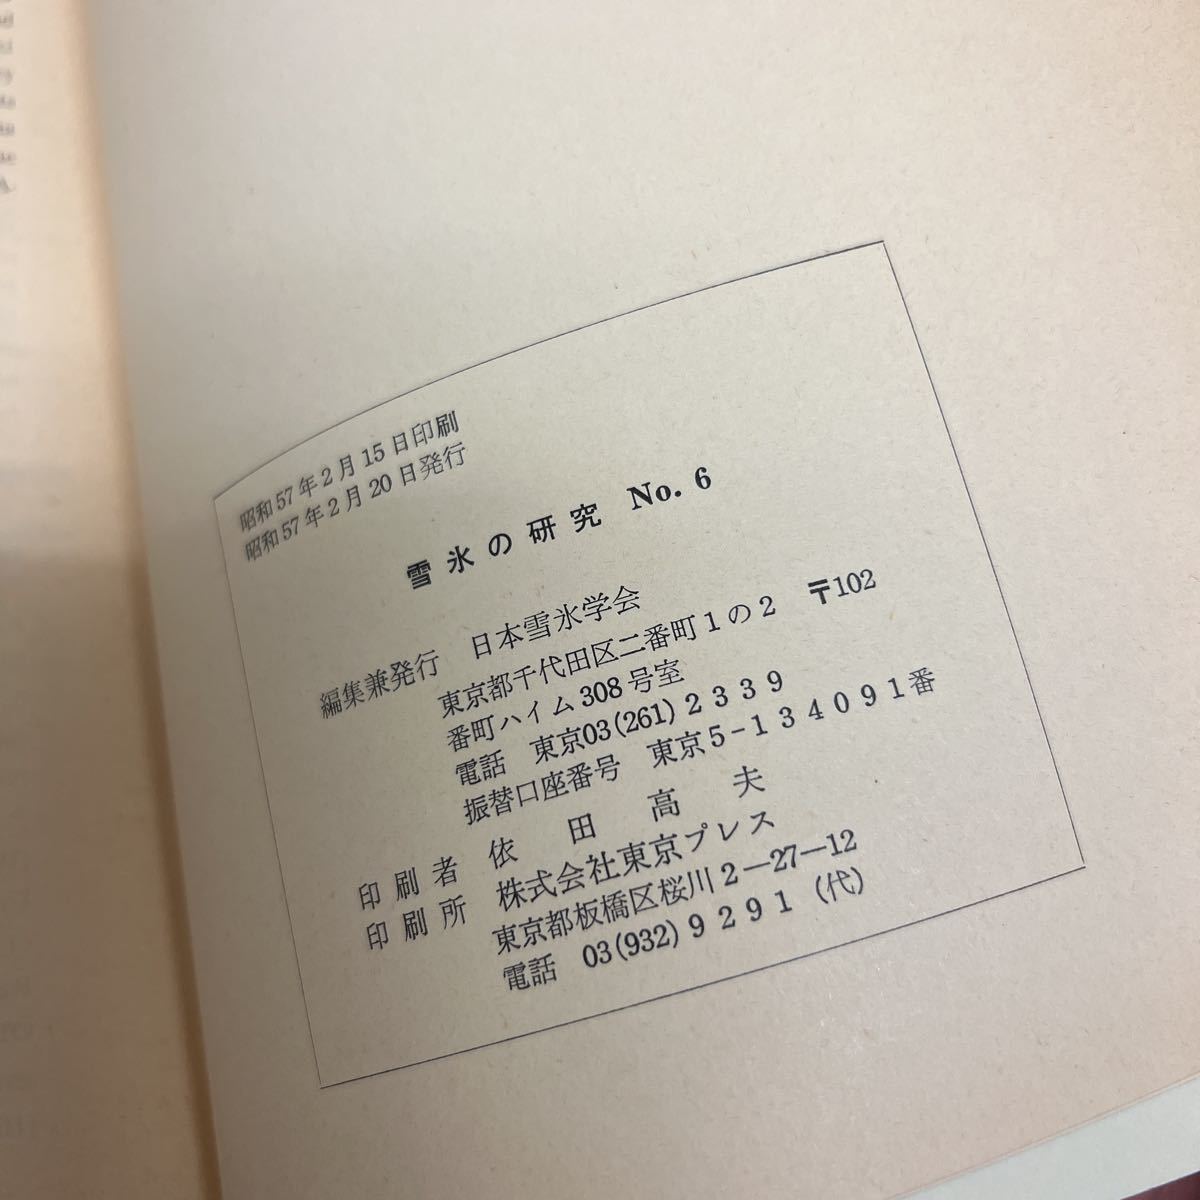 昭和57年2月15日印刷
昭和57年2月20日発行
雪氷の研究 No. 6
編集兼発行 日本雪氷学会
東京都千代田区二番町1の2 〒102
番町ハイム308号室
電話 東京03(261)2339
振替口座番号 東京5-134091番
印刷者 依田高夫
印刷所 株式会社東京プレス
東京都板橋区桜川2―27―12
電話 03(932)9291(代)